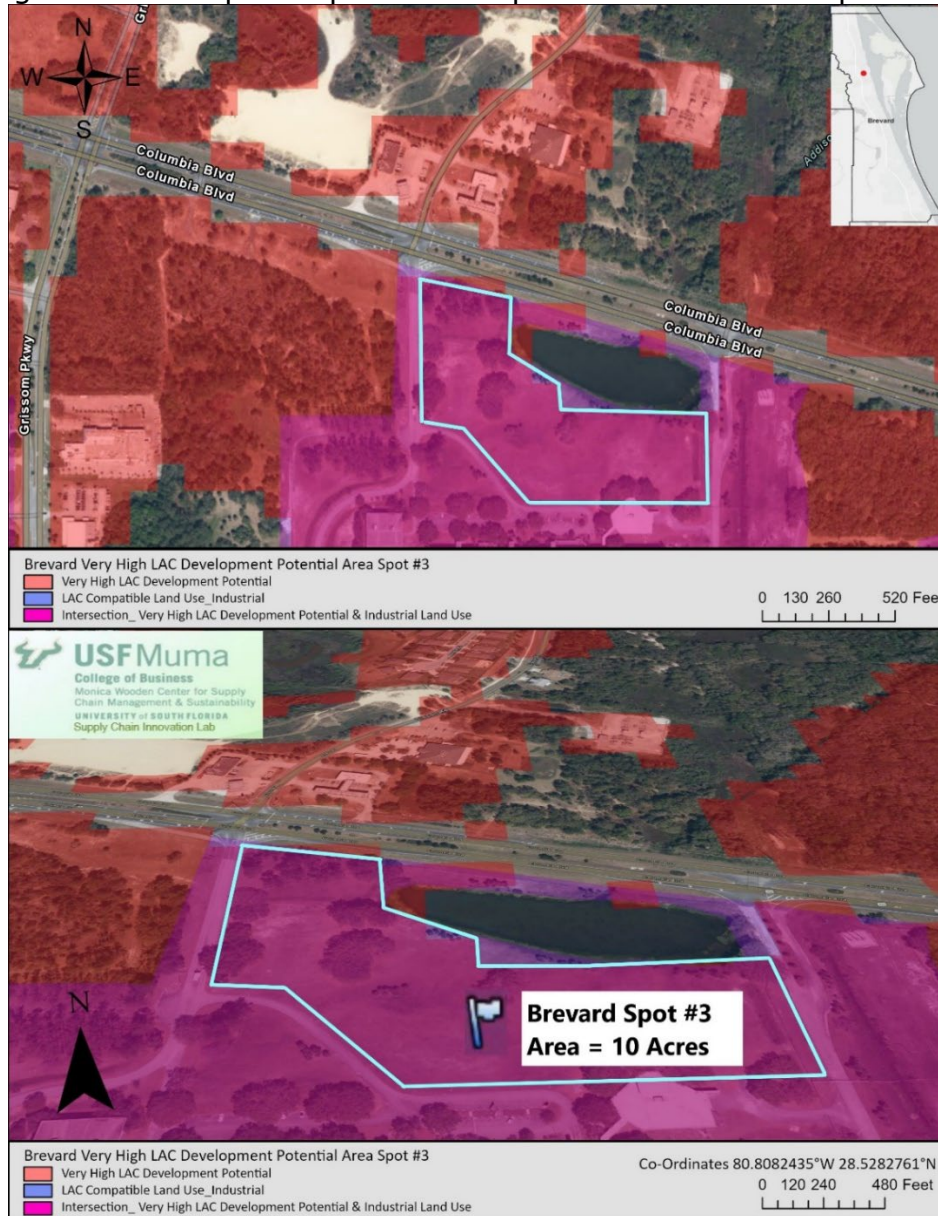 N
W E
S
Columbia Blvd
Columbia Blvd
Brevard
Columbia Blvd
Columbia Blvd
Grissom Pkwy
Brevard Very High LAC Development Potential Area Spot #3
Very High LAC Development Potential
LAC Compatible Land Use_Industrial
Intersection_ Very High LAC Development Potential & Industrial Land Use
0 130 260 520 Fee
USF Muma
College of Business
Monica Wooden Center for Supply
Chain Management & Sustainability
UNIVERSITY of SOUTH FLORIDA
Supply Chain Innovation Lab
N
Brevard Spot #3
Area = 10 Acres
Brevard Very High LAC Development Potential Area Spot #3
Very High LAC Development Potential
LAC Compatible Land Use_Industrial
Intersection_ Very High LAC Development Potential & Industrial Land Use
Co-Ordinates 80.8082435°W 28.5282761°N
0 120 240 480 Feet